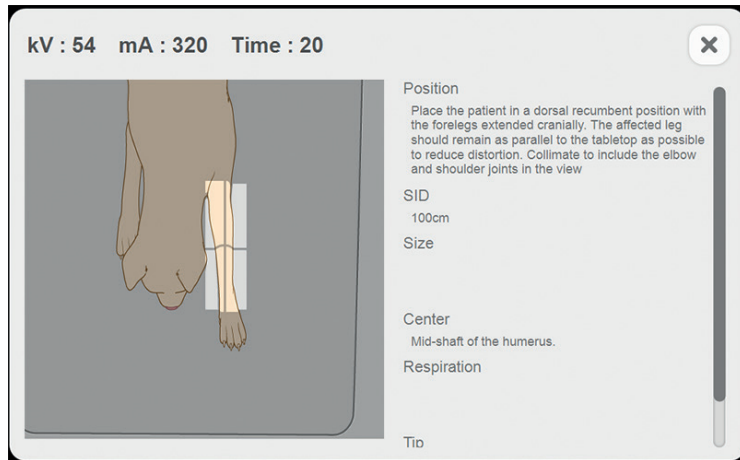 kV : 54 mA : 320 Time : 20
Position
Place the patient in a dorsal recumbent position with
the forelegs extended cranially. The affected leg
should remain as parallel to the tabletop as possible
to reduce distortion. Collimate to include the elbow
and shoulder joints in the view
SID
100cm
Size
Center
Mid-shaft of the humerus.
Respiration
Tip